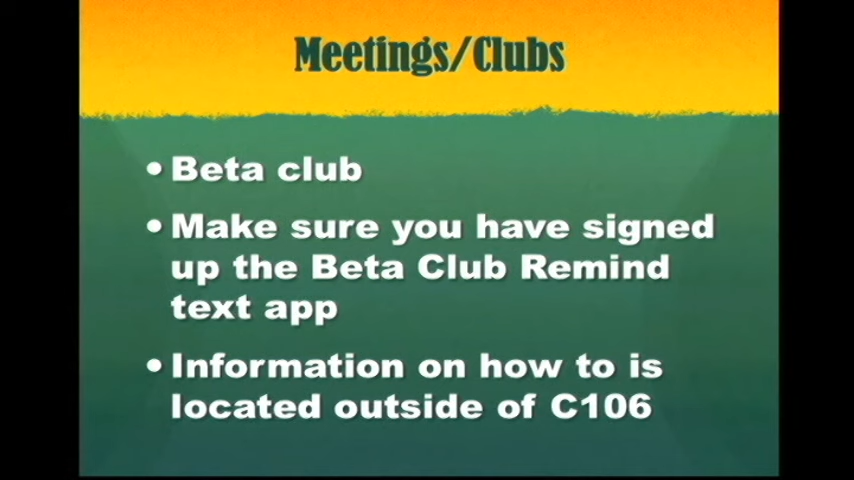 Meetings/Clubs
• Beta club
• Make sure you have signed
up the Beta Club Remind
text app
• Information on how to is
located outside of C106